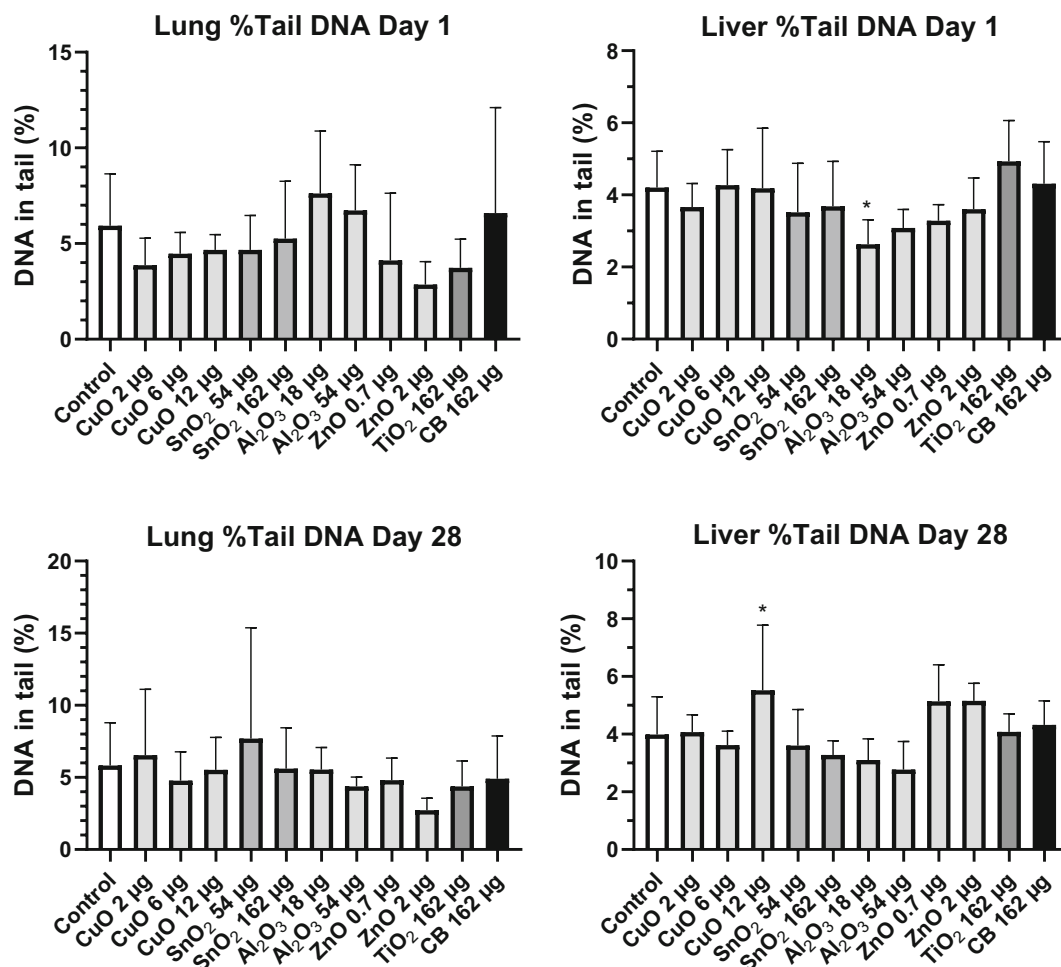 Lung %Tail DNA Day 1
DNA in tail (%)
15
10
5
0
Control
CuO 2 µg
CuO 6 µg
CuO 12 µg
SnO₂ 54 µg
SnO₂ 162 µg
Al₂O₃ 18 µg
Al₂O₃ 54 µg
ZnO 0.7 µg
ZnO 2 µg
TiO₂ 162 µg
CB 162 µg
Liver %Tail DNA Day 1
DNA in tail (%)
8
6
4
2
0
*
Control
CuO 2 µg
CuO 6 µg
CuO 12 µg
SnO₂ 54 µg
SnO₂ 162 µg
Al₂O₃ 18 µg
Al₂O₃ 54 µg
ZnO 0.7 µg
ZnO 2 µg
TiO₂ 162 µg
CB 162 µg
Lung %Tail DNA Day 28
DNA in tail (%)
20
15
10
5
0
Control
CuO 2 µg
CuO 6 µg
CuO 12 µg
SnO₂ 54 µg
SnO₂ 162 µg
Al₂O₃ 18 µg
Al₂O₃ 54 µg
ZnO 0.7 µg
ZnO 2 µg
TiO₂ 162 µg
CB 162 µg
Liver %Tail DNA Day 28
DNA in tail (%)
10
8
6
4
2
0
*
Control
CuO 2 µg
CuO 6 µg
CuO 12 µg
SnO₂ 54 µg
SnO₂ 162 µg
Al₂O₃ 18 µg
Al₂O₃ 54 µg
ZnO 0.7 µg
ZnO 2 µg
TiO₂ 162 µg
CB 162 µg